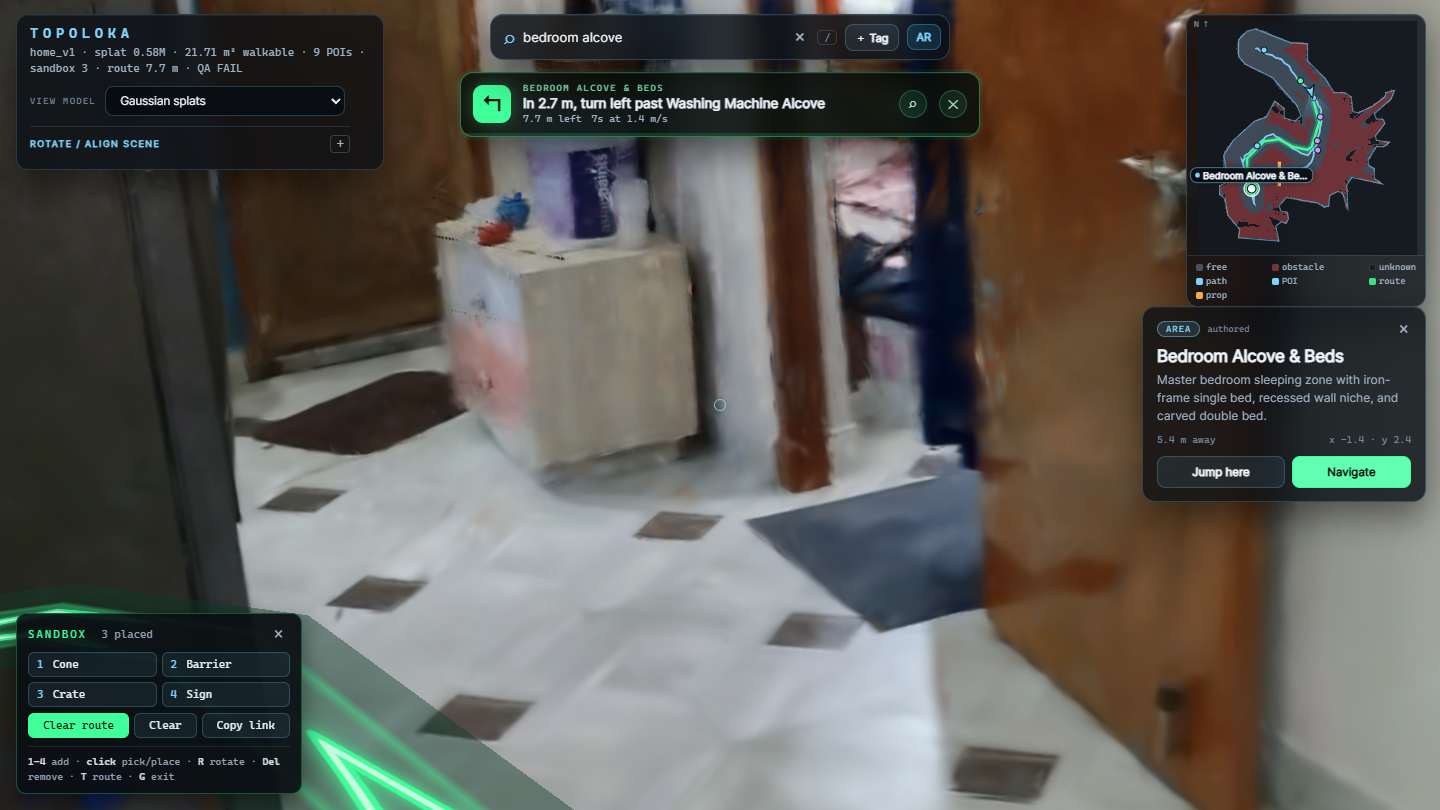 TOPOLOKA
home_v1 · splat 0.58M · 21.71 m² walkable · 9 POIs ·
sandbox 3 · route 7.7 m · QA FAIL
VIEW MODEL Gaussian splats
ROTATE / ALIGN SCENE +
bedroom alcove × / + Tag AR
BEDROOM ALCOVE & BEDS
In 2.7 m, turn left past Washing Machine Alcove
7.7 m left 7s at 1.4 m/s
N ↑
Bedroom Alcove & Be...
free obstacle unknown
path POI route
prop
AREA authored ×
Bedroom Alcove & Beds
Master bedroom sleeping zone with iron-
frame single bed, recessed wall niche, and
carved double bed.
5.4 m away x −1.4 · y 2.4
Jump here Navigate
SANDBOX 3 placed ×
1 Cone 2 Barrier
3 Crate 4 Sign
Clear route Clear Copy link
1–4 add · click pick/place · R rotate · Del
remove · T route · G exit